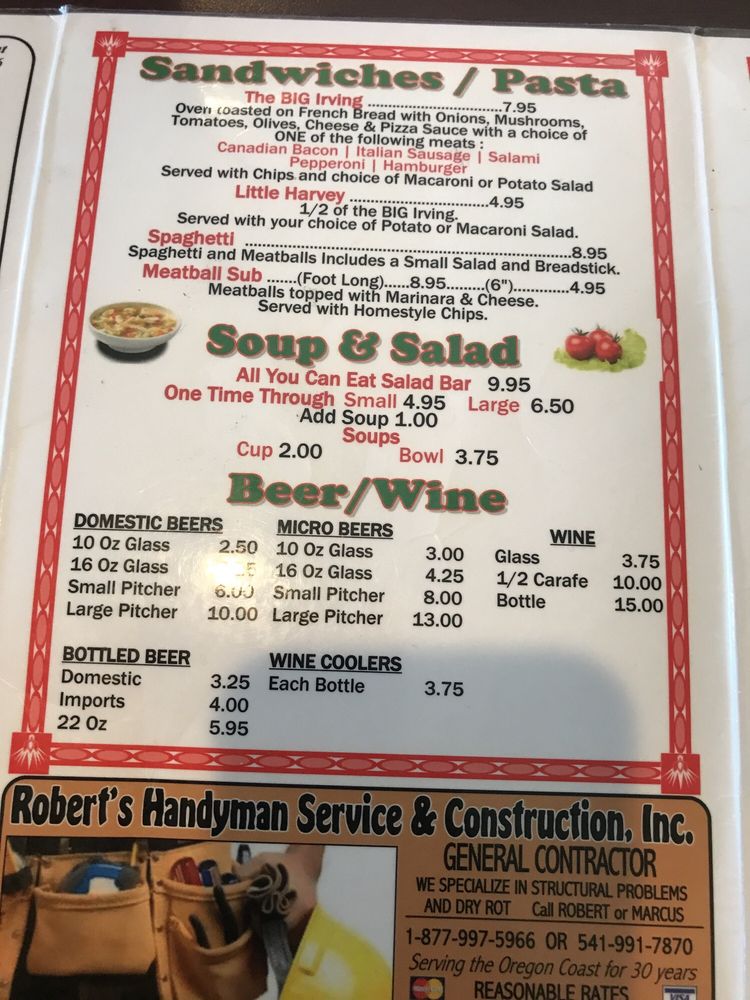 Sandwiches / Pasta
The BIG Irving ................................7.95
Oven toasted on French Bread with Onions, Mushrooms,
Tomatoes, Olives, Cheese & Pizza Sauce with a choice of
ONE of the following meats :
Canadian Bacon | Italian Sausage | Salami
Pepperoni | Hamburger
Served with Chips and choice of Macaroni or Potato Salad
Little Harvey ................................4.95
1/2 of the BIG Irving.
Served with your choice of Potato or Macaroni Salad.
Spaghetti ................................8.95
Spaghetti and Meatballs Includes a Small Salad and Breadstick.
Meatball Sub .......(Foot Long).....8.95.........(6")..............4.95
Meatballs topped with Marinara & Cheese.
Served with Homestyle Chips.
Soup & Salad
All You Can Eat Salad Bar 9.95
One Time Through Small 4.95 Large 6.50
Add Soup 1.00
Soups
Cup 2.00 Bowl 3.75
Beer/Wine
DOMESTIC BEERS
10 Oz Glass 2.50
16 Oz Glass
Small Pitcher 6.00
Large Pitcher 10.00
MICRO BEERS
10 Oz Glass 3.00
16 Oz Glass 4.25
Small Pitcher 8.00
Large Pitcher 13.00
WINE
Glass 3.75
1/2 Carafe 10.00
Bottle 15.00
BOTTLED BEER
Domestic 3.25
Imports 4.00
22 Oz 5.95
WINE COOLERS
Each Bottle 3.75
Robert's Handyman Service & Construction, Inc.
GENERAL CONTRACTOR
WE SPECIALIZE IN STRUCTURAL PROBLEMS
AND DRY ROT Call ROBERT or MARCUS
1-877-997-5966 OR 541-991-7870
Serving the Oregon Coast for 30 years
REASONABLE RATES
VISA